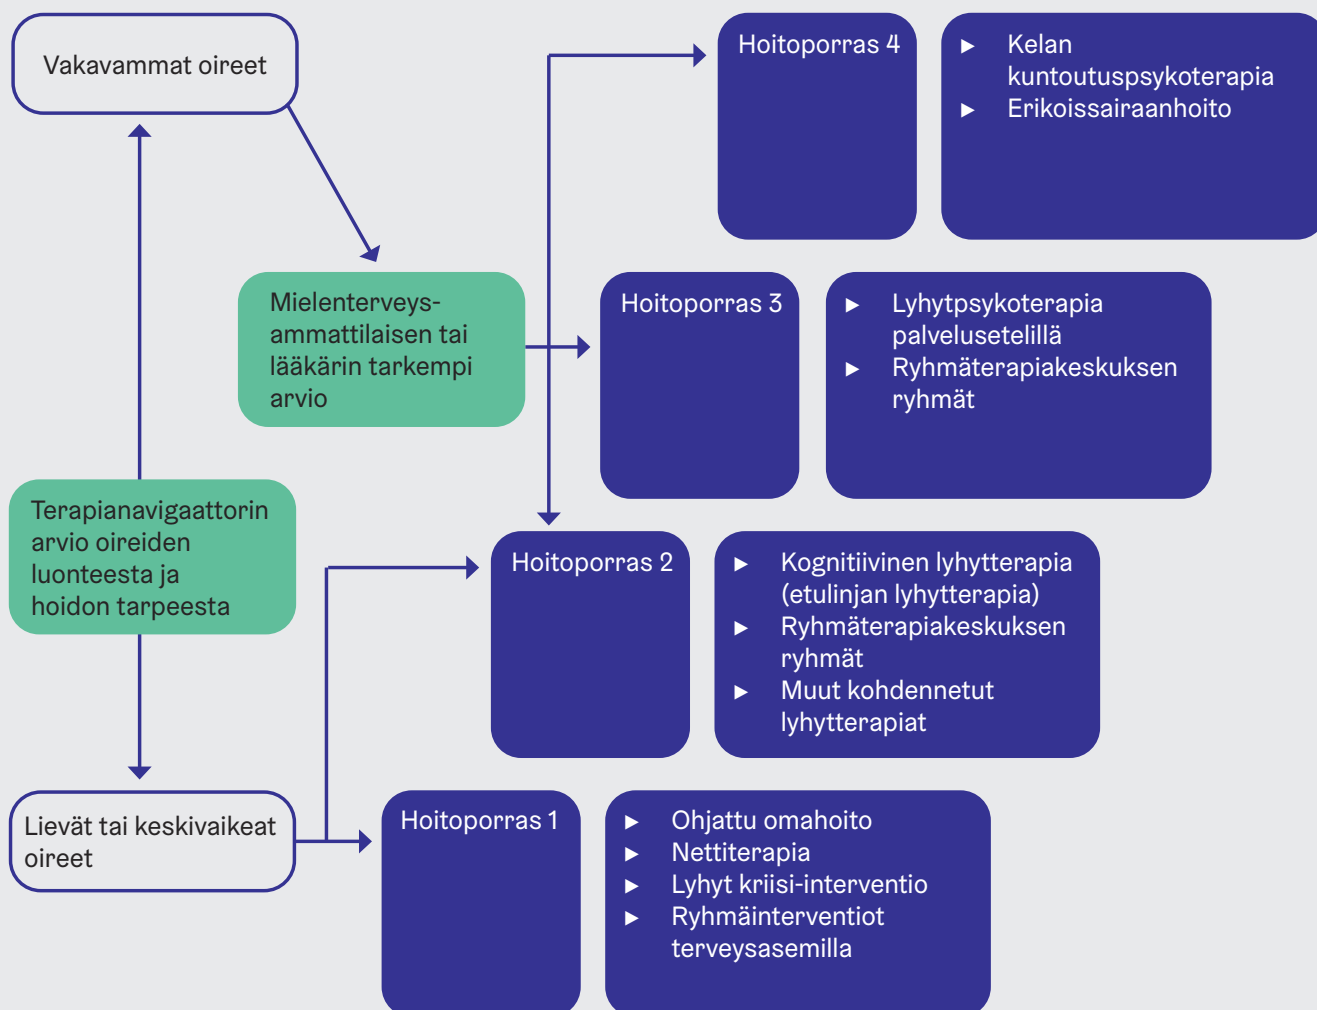 Vakavammat oireet
Hoitoporras 4
► Kelan
kuntoutuspsykoterapia
► Erikoissairaanhoito
Mielenterveys-
ammattilaisen tai
lääkärin tarkempi
arvio
Hoitoporras 3
► Lyhytpsykoterapia
palvelusetelillä
► Ryhmäterapiakeskuksen
ryhmät
Terapianavigaattorin
arvio oireiden
luonteesta ja
hoidon tarpeesta
Hoitoporras 2
► Kognitiivinen lyhytterapia
(etulinjan lyhytterapia)
► Ryhmäterapiakeskuksen
ryhmät
► Muut kohdennetut
lyhytterapiat
Lievät tai keskivaikeat
oireet
Hoitoporras 1
► Ohjattu omahoito
► Nettiterapia
► Lyhyt kriisi-interventio
► Ryhmäinterventiot
terveysasemilla